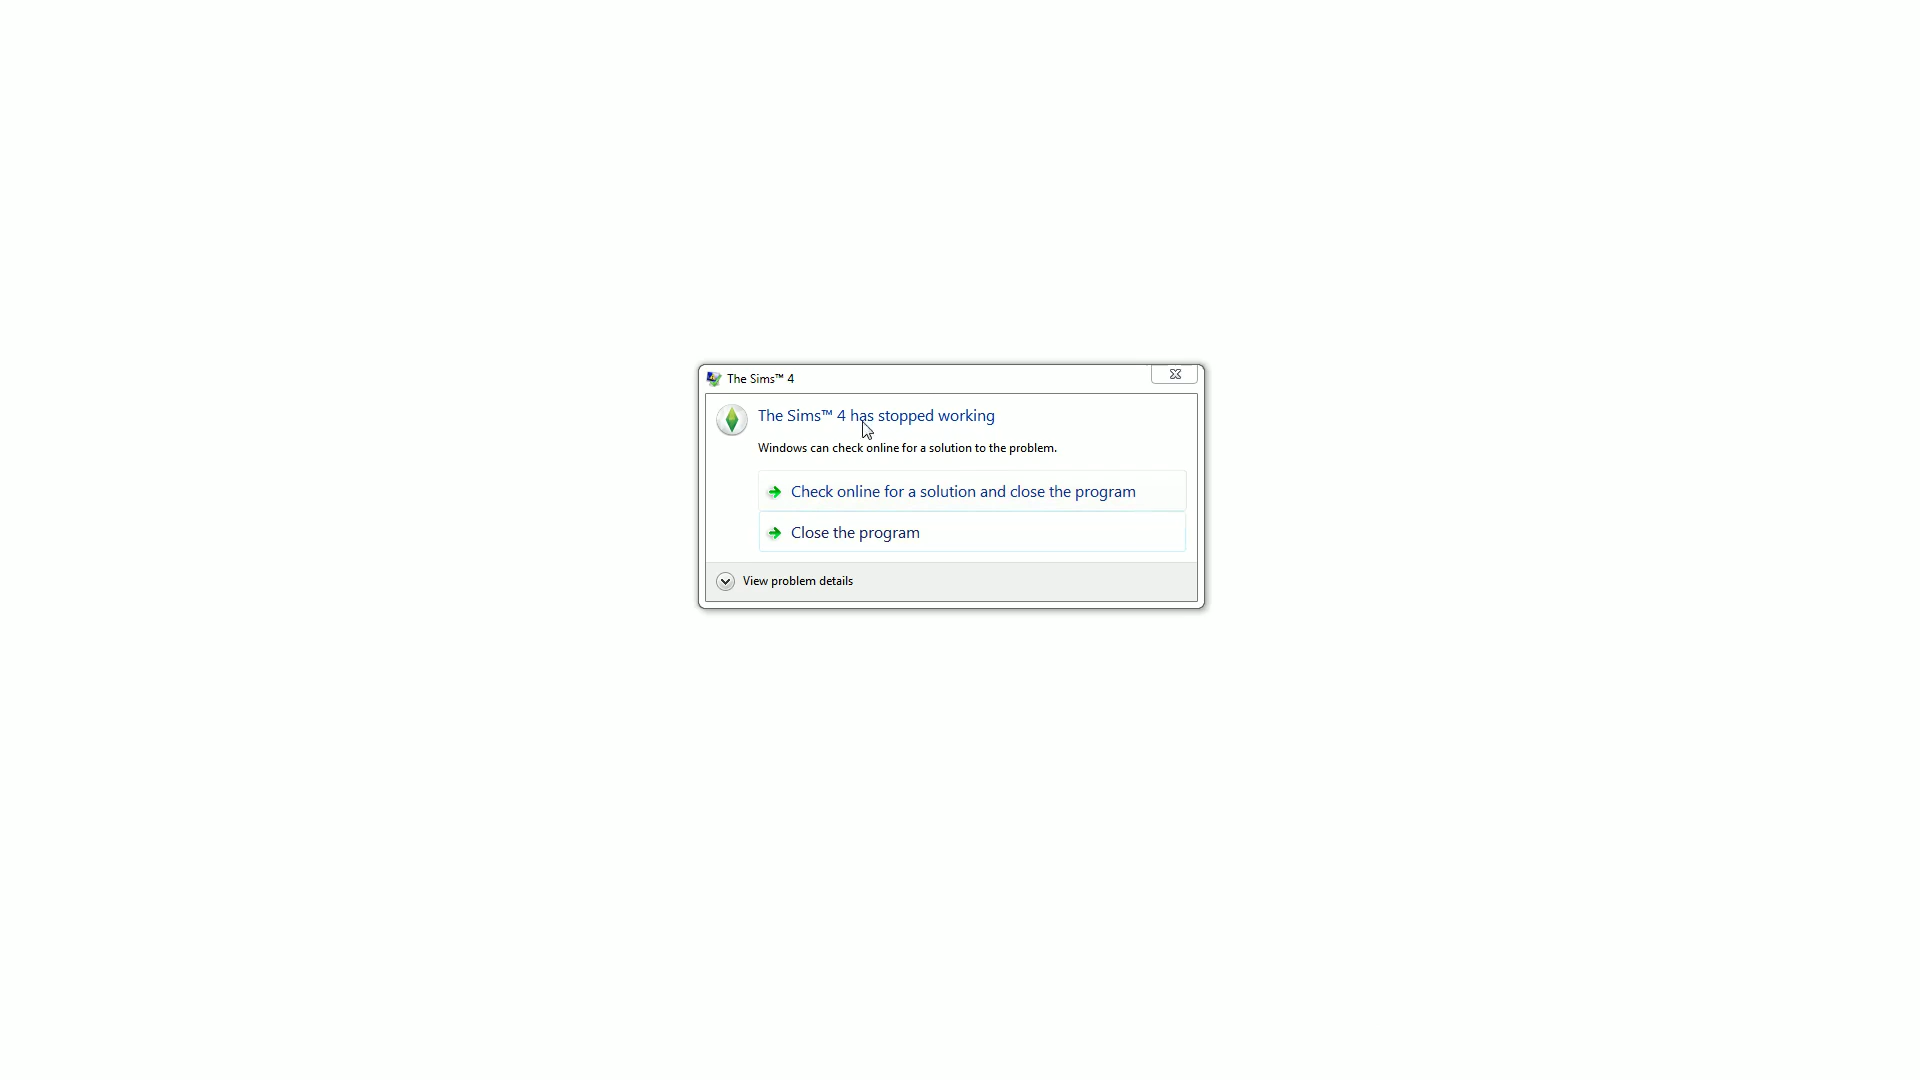 The Sims™ 4
The Sims™ 4 has stopped working
Windows can check online for a solution to the problem.
Check online for a solution and close the program
Close the program
View problem details